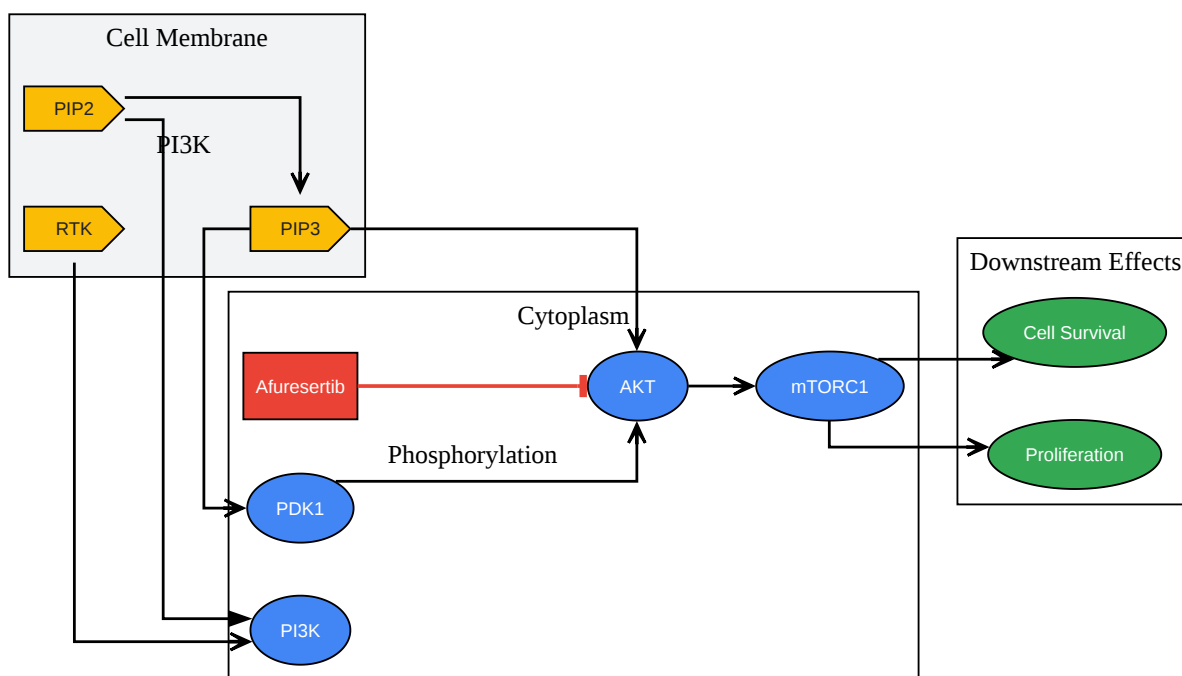 Cell Membrane
PIP2
PI3K
RTK
PIP3
Downstream Effects
Cytoplasm
Cell Survival
Afuresertib
AKT
mTORC1
Phosphorylation
Proliferation
PDK1
PI3K